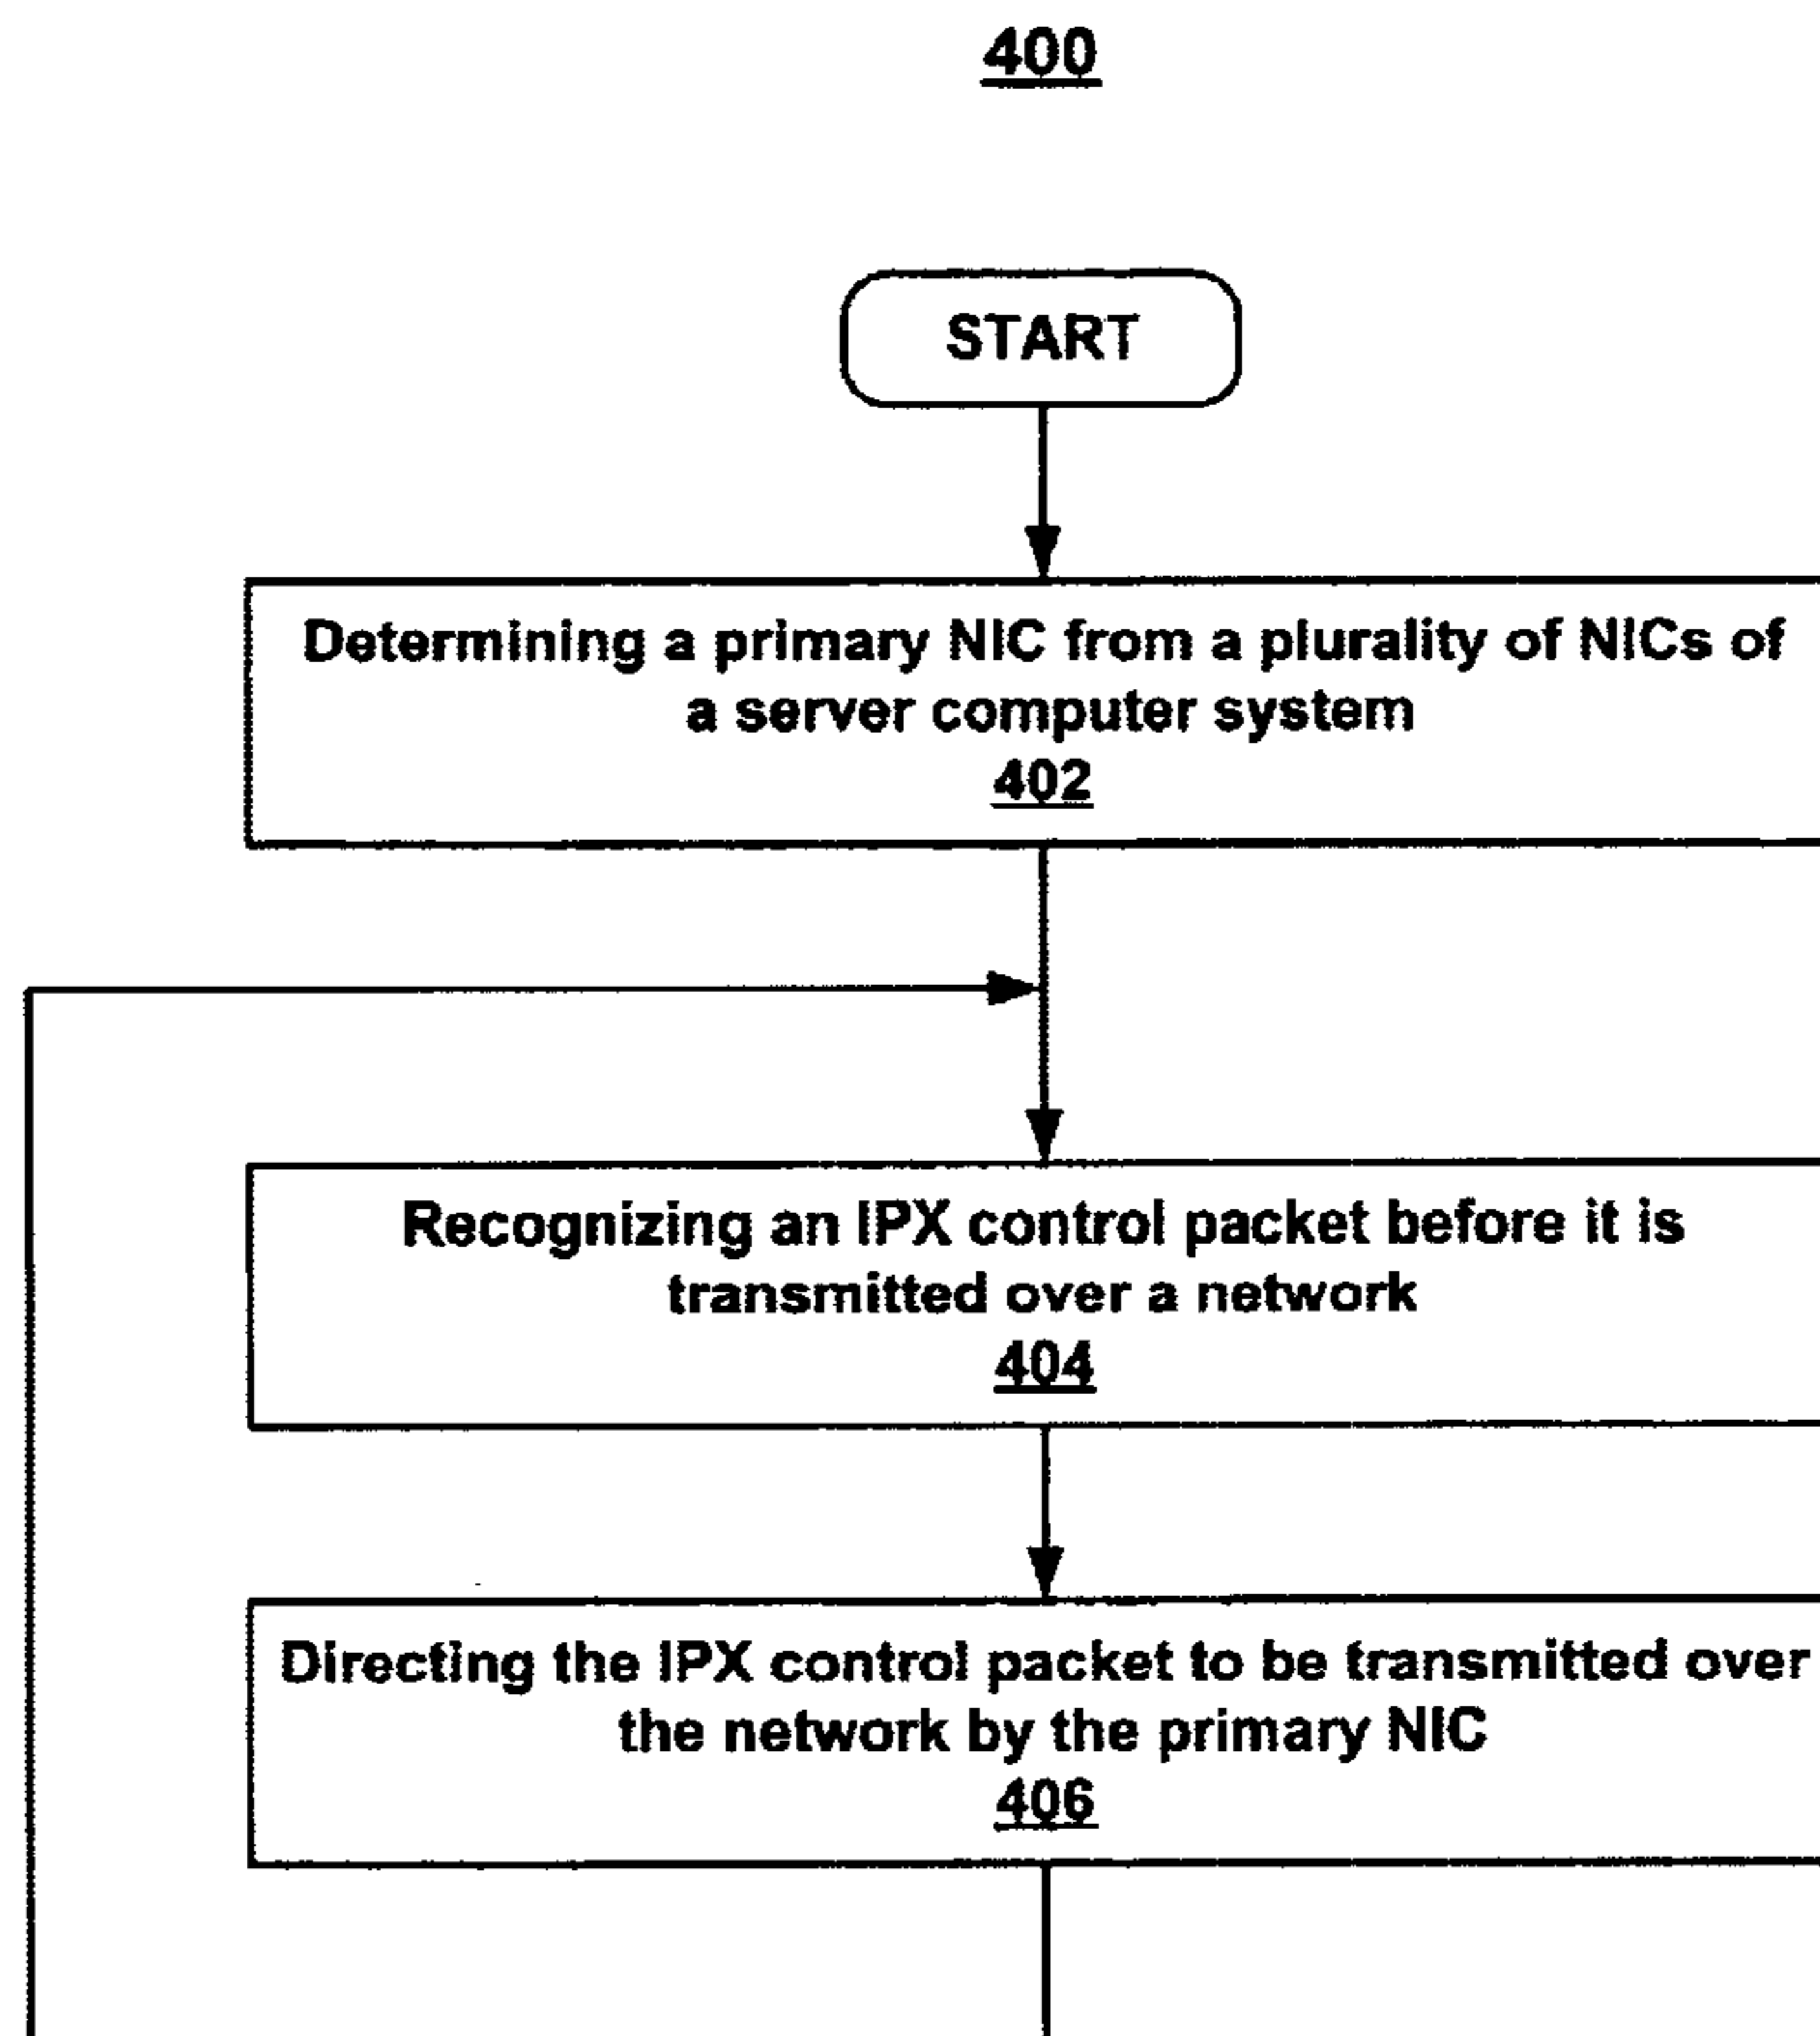 400
START
Determining a primary NIC from a plurality of NICs of
a server computer system
402
Recognizing an IPX control packet before it is
transmitted over a network
404
Directing the IPX control packet to be transmitted over
the network by the primary NIC
406